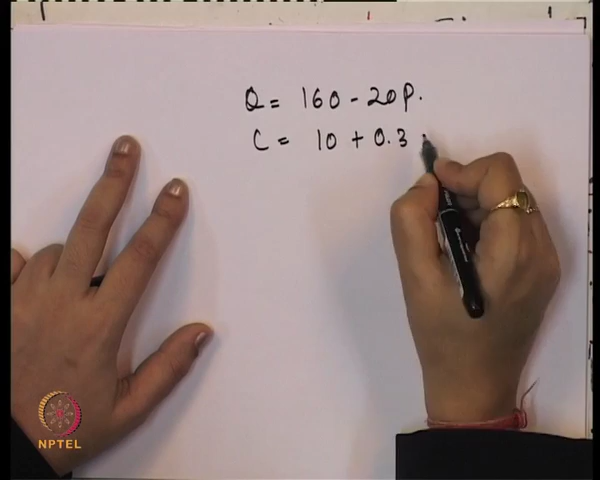 Q = 160 - 20P.
C = 10 + 0.3
NPTEL